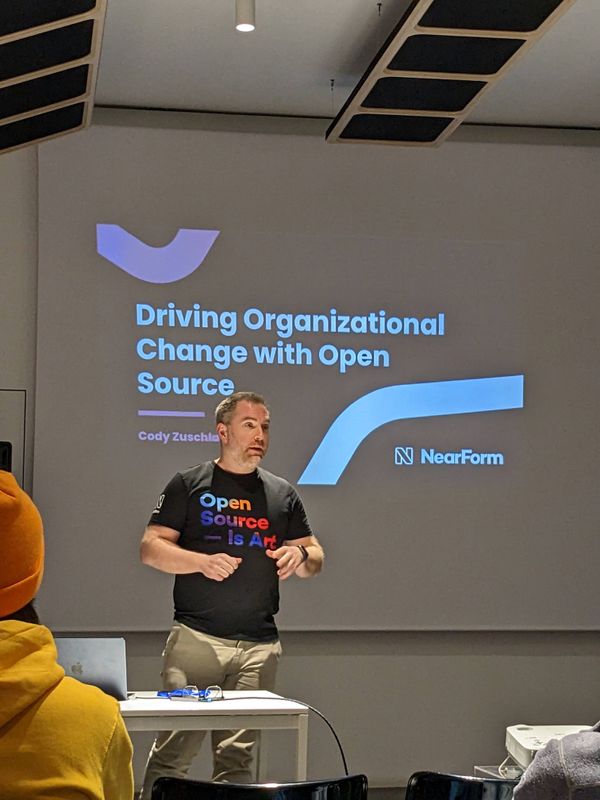 Driving Organizational
Change with Open
Source
Cody
NearForm
Open
Source
— Is Art